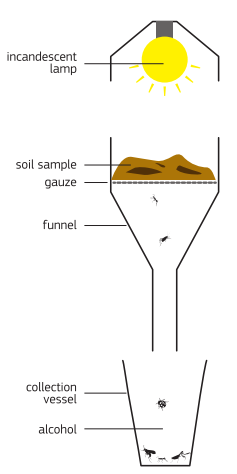 incandescent
lamp
soil sample
gauze
funnel
collection
vessel
alcohol